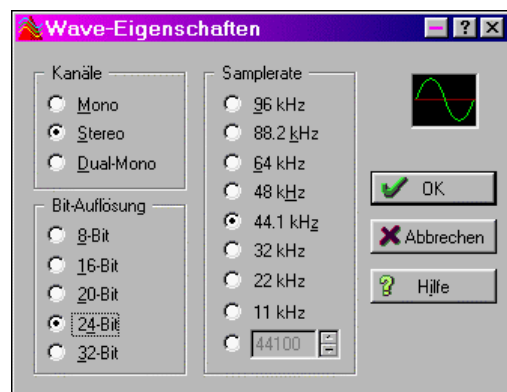 Wave-Eigenschaften
Kanäle
Mono
Stereo
Dual-Mono
Bit-Auflösung
8-Bit
16-Bit
20-Bit
24-Bit
32-Bit
Samplerate
96 kHz
88.2 kHz
64 kHz
48 kHz
44.1 kHz
32 kHz
22 kHz
11 kHz
44100
OK
Abbrechen
Hilfe